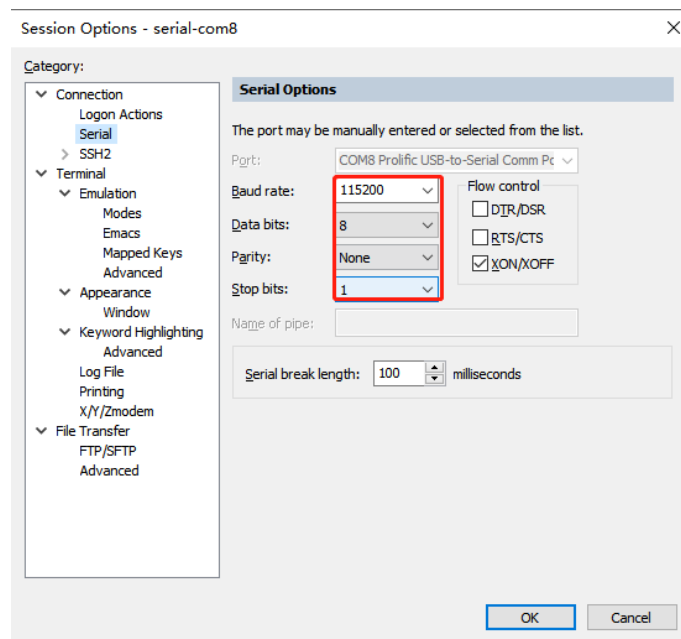 Session Options - serial-com8
Category:
Connection
Logon Actions
Serial
SSH2
Terminal
Emulation
Modes
Emacs
Mapped Keys
Advanced
Appearance
Window
Keyword Highlighting
Advanced
Log File
Printing
X/Y/Zmodem
File Transfer
FTP/SFTP
Advanced
Serial Options
The port may be manually entered or selected from the list.
Port: COM8 Prolific USB-to-Serial Comm Pc
Baud rate: 115200
Data bits: 8
Parity: None
Stop bits: 1
Flow control
DTR/DSR
RTS/CTS
XON/XOFF
Name of pipe:
Serial break length: 100 milliseconds
OK Cancel